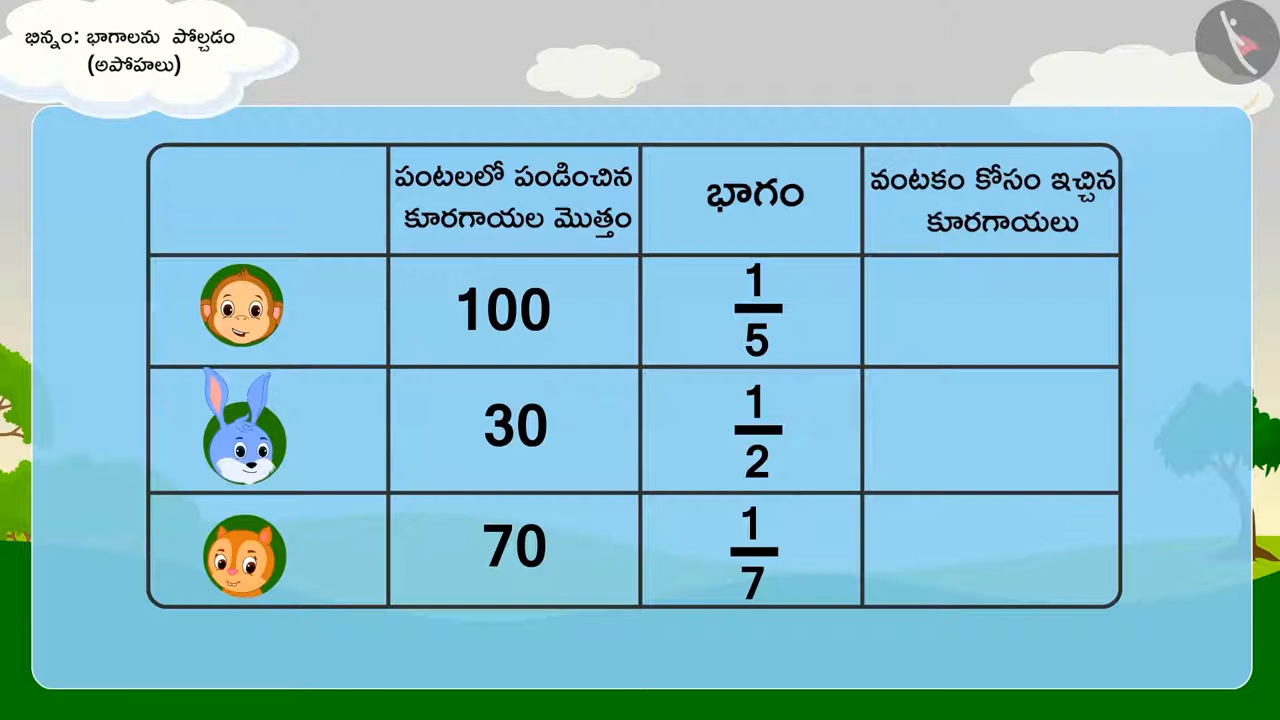 భిన్నం: భాగాలను పోల్చడం
(అపోహలు)
పంటలలో పండించిన
కూరగాయల మొత్తం
భాగం
వంటకం కోసం ఇచ్చిన
కూరగాయలు
100
1
5
30
1
2
70
1
7